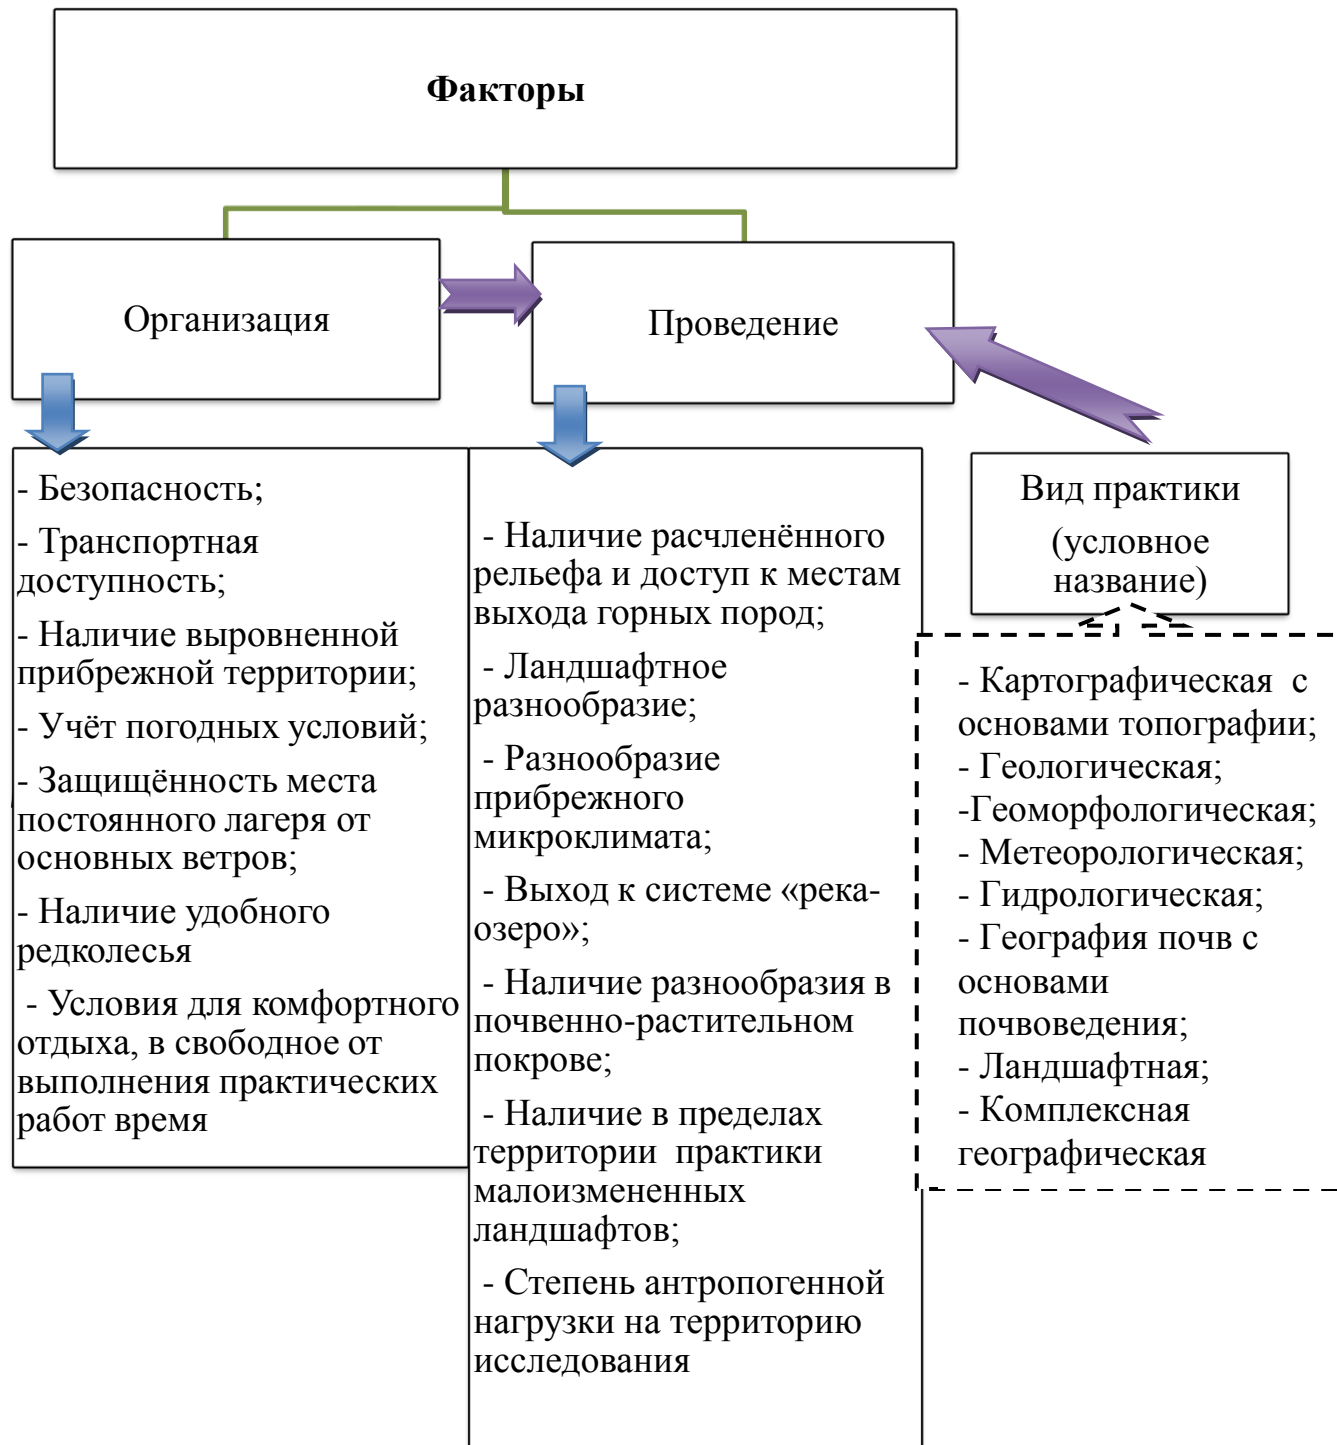 Факторы
Организация
Проведение
- Безопасность;
- Транспортная
доступность;
- Наличие выровненной
прибрежной территории;
- Учёт погодных условий;
- Защищённость места
постоянного лагеря от
основных ветров;
- Наличие удобного
редколесья
- Условия для комфортного
отдыха, в свободное от
выполнения практических
работ время
- Наличие расчленённого
рельефа и доступ к местам
выхода горных пород;
- Ландшафтное
разнообразие;
- Разнообразие
прибрежного
микроклимата;
- Выход к системе «река-
озеро»;
- Наличие разнообразия в
почвенно-растительном
покрове;
- Наличие в пределах
территории практики
малоизмененных
ландшафтов;
- Степень антропогенной
нагрузки на территорию
исследования
Вид практики
(условное
название)
- Картографическая с
основами топографии;
- Геологическая;
-Геоморфологическая;
- Метеорологическая;
- Гидрологическая;
- География почв с
основами
почвоведения;
- Ландшафтная;
- Комплексная
географическая